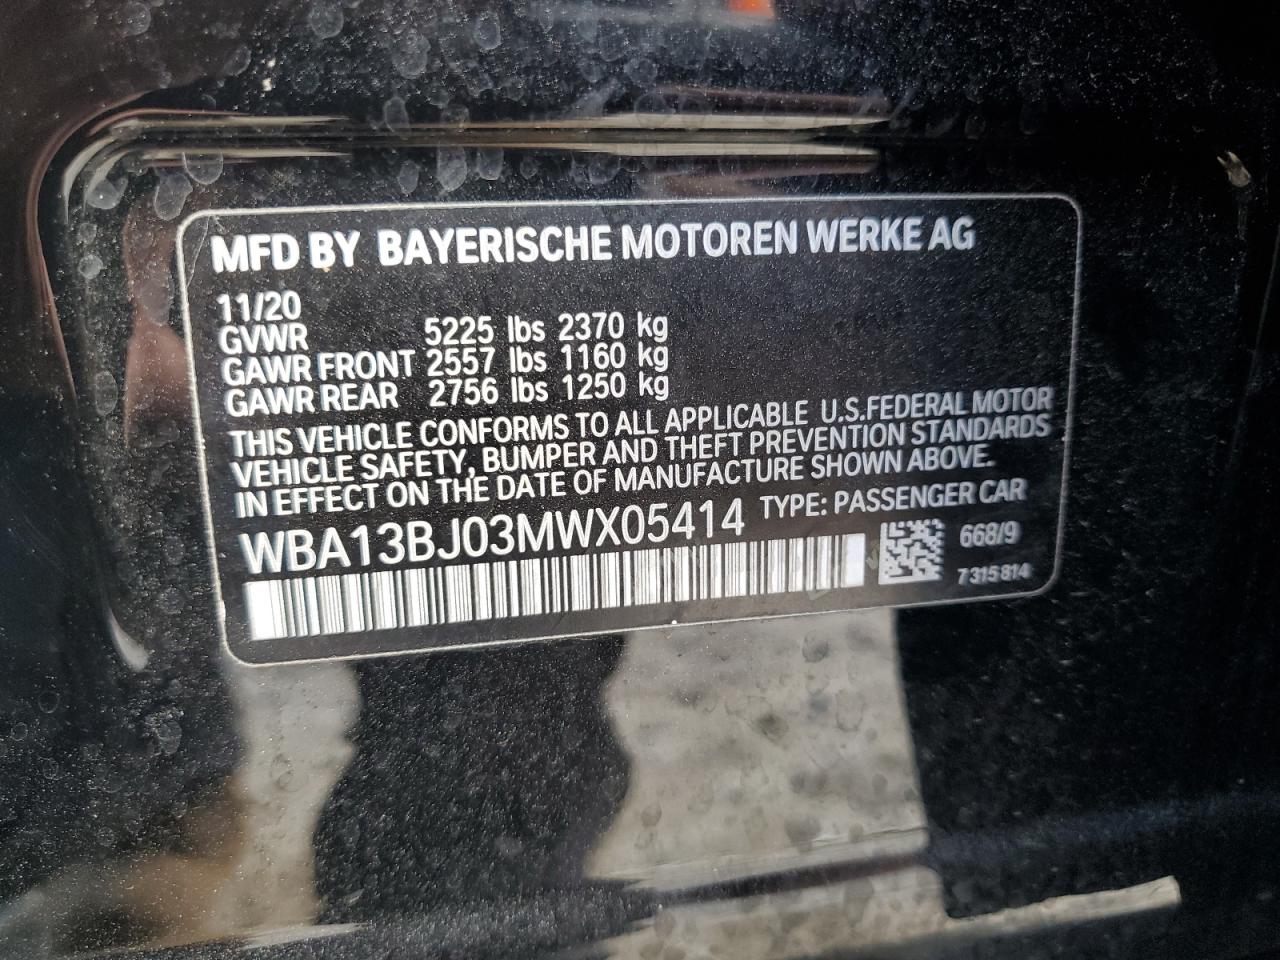 MFD BY BAYERISCHE MOTOREN WERKE AG
11/20
GVWR 5225 lbs 2370 kg
GAWR FRONT 2557 lbs 1160 kg
GAWR REAR 2756 lbs 1250 kg
THIS VEHICLE CONFORMS TO ALL APPLICABLE U.S.FEDERAL MOTOR
VEHICLE SAFETY, BUMPER AND THEFT PREVENTION STANDARDS
IN EFFECT ON THE DATE OF MANUFACTURE SHOWN ABOVE.
WBA13BJ03MWX05414 TYPE: PASSENGER CAR
668/9
7 315 814